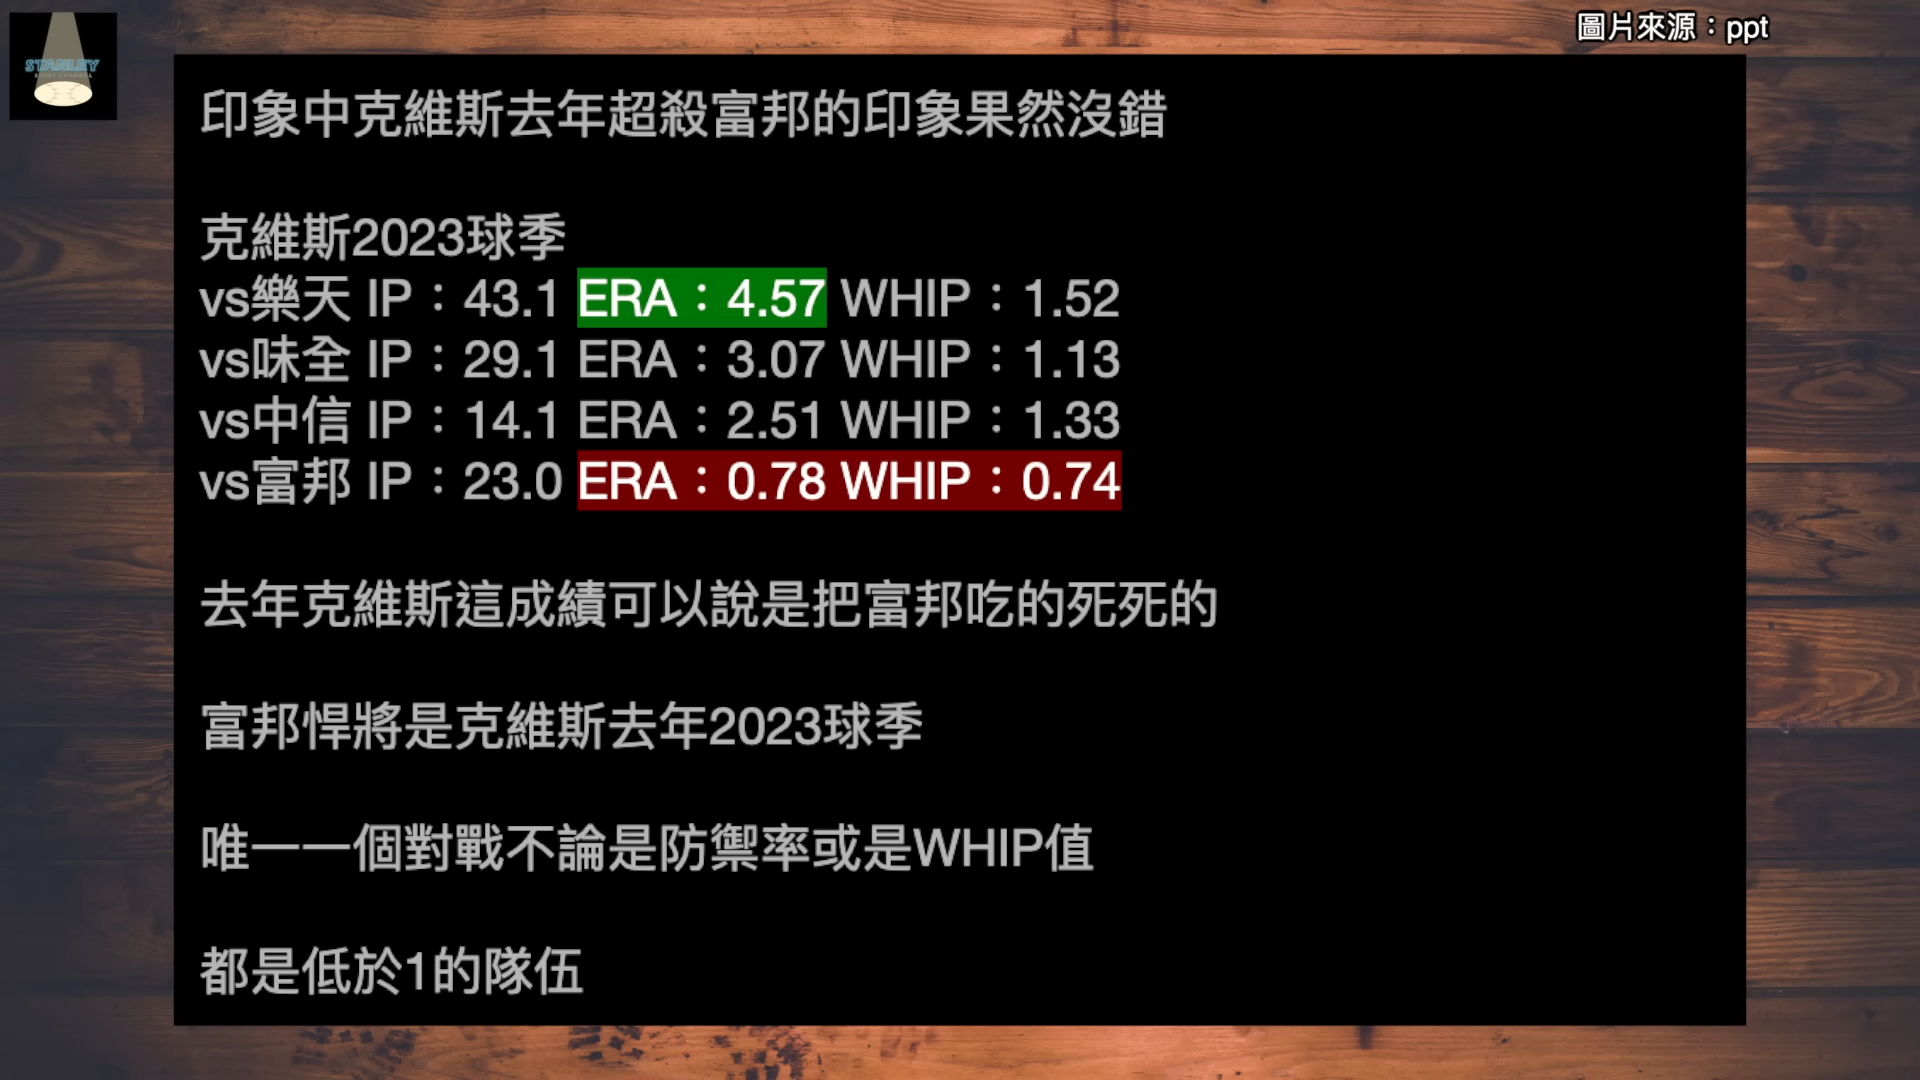 圖片來源：ppt
STANLEY
印象中克維斯去年超殺富邦的印象果然沒錯
克維斯2023球季
vs樂天 IP：43.1 ERA：4.57 WHIP：1.52
vs味全 IP：29.1 ERA：3.07 WHIP：1.13
vs中信 IP：14.1 ERA：2.51 WHIP：1.33
vs富邦 IP：23.0 ERA：0.78 WHIP：0.74
去年克維斯這成績可以說是把富邦吃的死死的
富邦悍將是克維斯去年2023球季
唯一一個對戰不論是防禦率或是WHIP值
都是低於1的隊伍